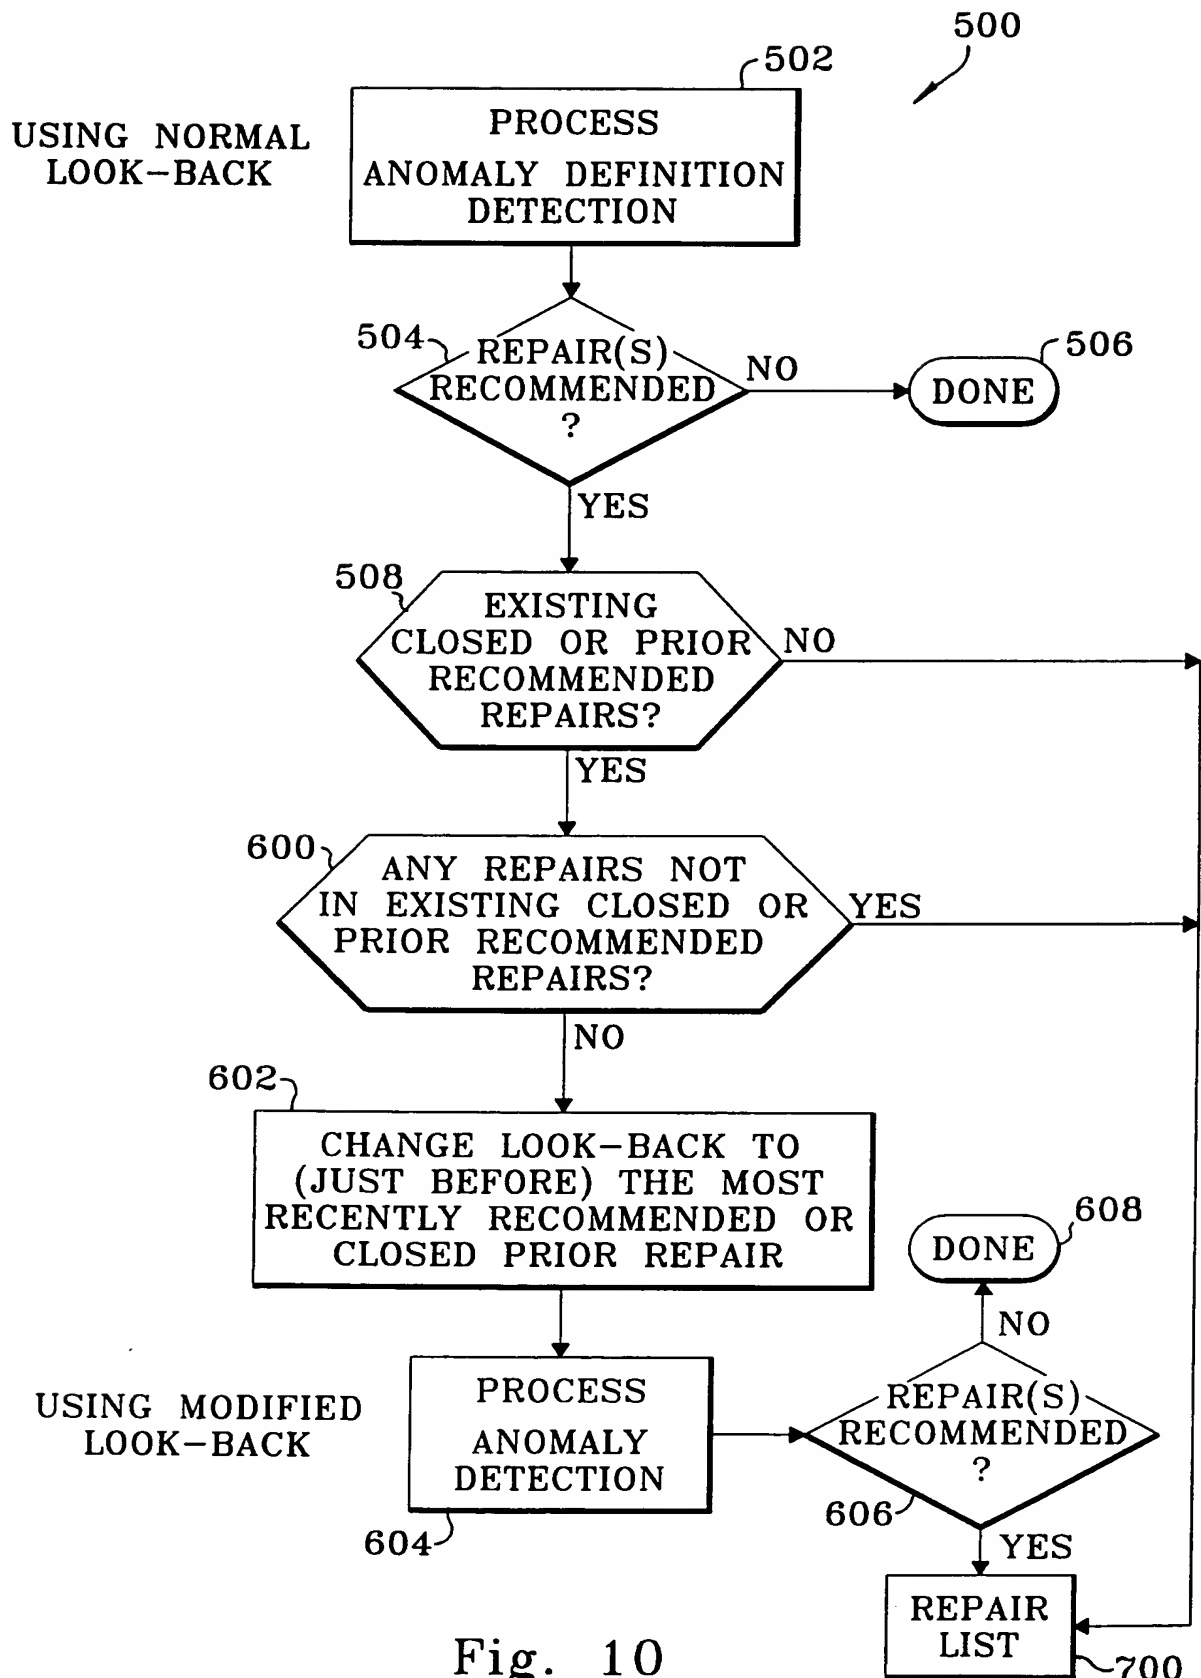 500
502
USING NORMAL
LOOK-BACK
PROCESS
ANOMALY DEFINITION
DETECTION
504
REPAIR(S)
RECOMMENDED
?
NO
506
DONE
YES
508
EXISTING
CLOSED OR PRIOR
RECOMMENDED
REPAIRS?
NO
YES
600
ANY REPAIRS NOT
IN EXISTING CLOSED OR
PRIOR RECOMMENDED
REPAIRS?
YES
NO
602
CHANGE LOOK-BACK TO
(JUST BEFORE) THE MOST
RECENTLY RECOMMENDED OR
CLOSED PRIOR REPAIR
608
DONE
NO
USING MODIFIED
LOOK-BACK
PROCESS
ANOMALY
DETECTION
604
REPAIR(S)
RECOMMENDED
?
606
YES
REPAIR
LIST
700
Fig. 10